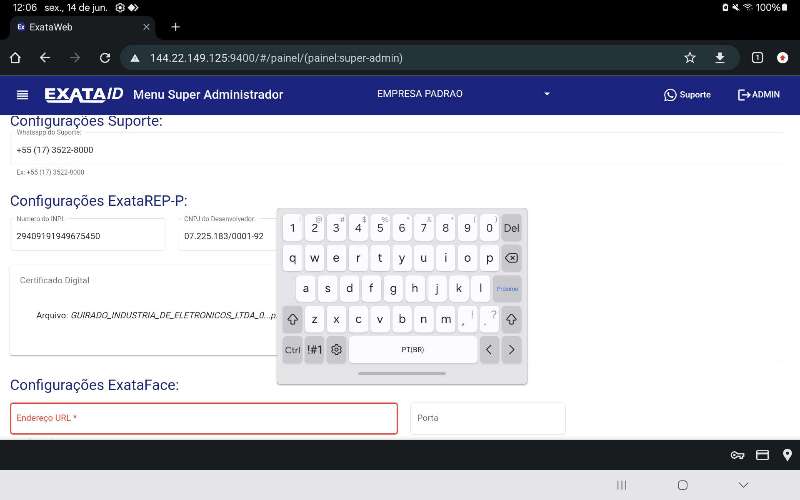 12:06 sex., 14 de jun. 100%
Ex ExataWeb
144.22.149.125:9400/#/painel/(painel:super-admin) 1
EXATA ID Menu Super Administrador EMPRESA PADRAO Suporte ADMIN
Configurações Suporte:
Whatsapp do Suporte:
+55 (17) 3522-8000
Ex: +55 (17) 3522-8000
Configurações ExataREP-P:
Numero do INPI: CNPJ do Desenvolvedor:
29409191949675450 07.225.183/0001-92
Certificado Digital
Arquivo: GUIRADO_INDUSTRIA_DE_ELETRONICOS_LTDA_0...p
@ # $ % ^ & * ( )
1 2 3 4 5 6 7 8 9 0 Del
q w e r t y u i o p
a s d f g h j k l Próximo
! ?
z x c v b n m , .
Ctrl !#1 PT(BR) < >
Configurações ExataFace:
Endereço URL * Porta